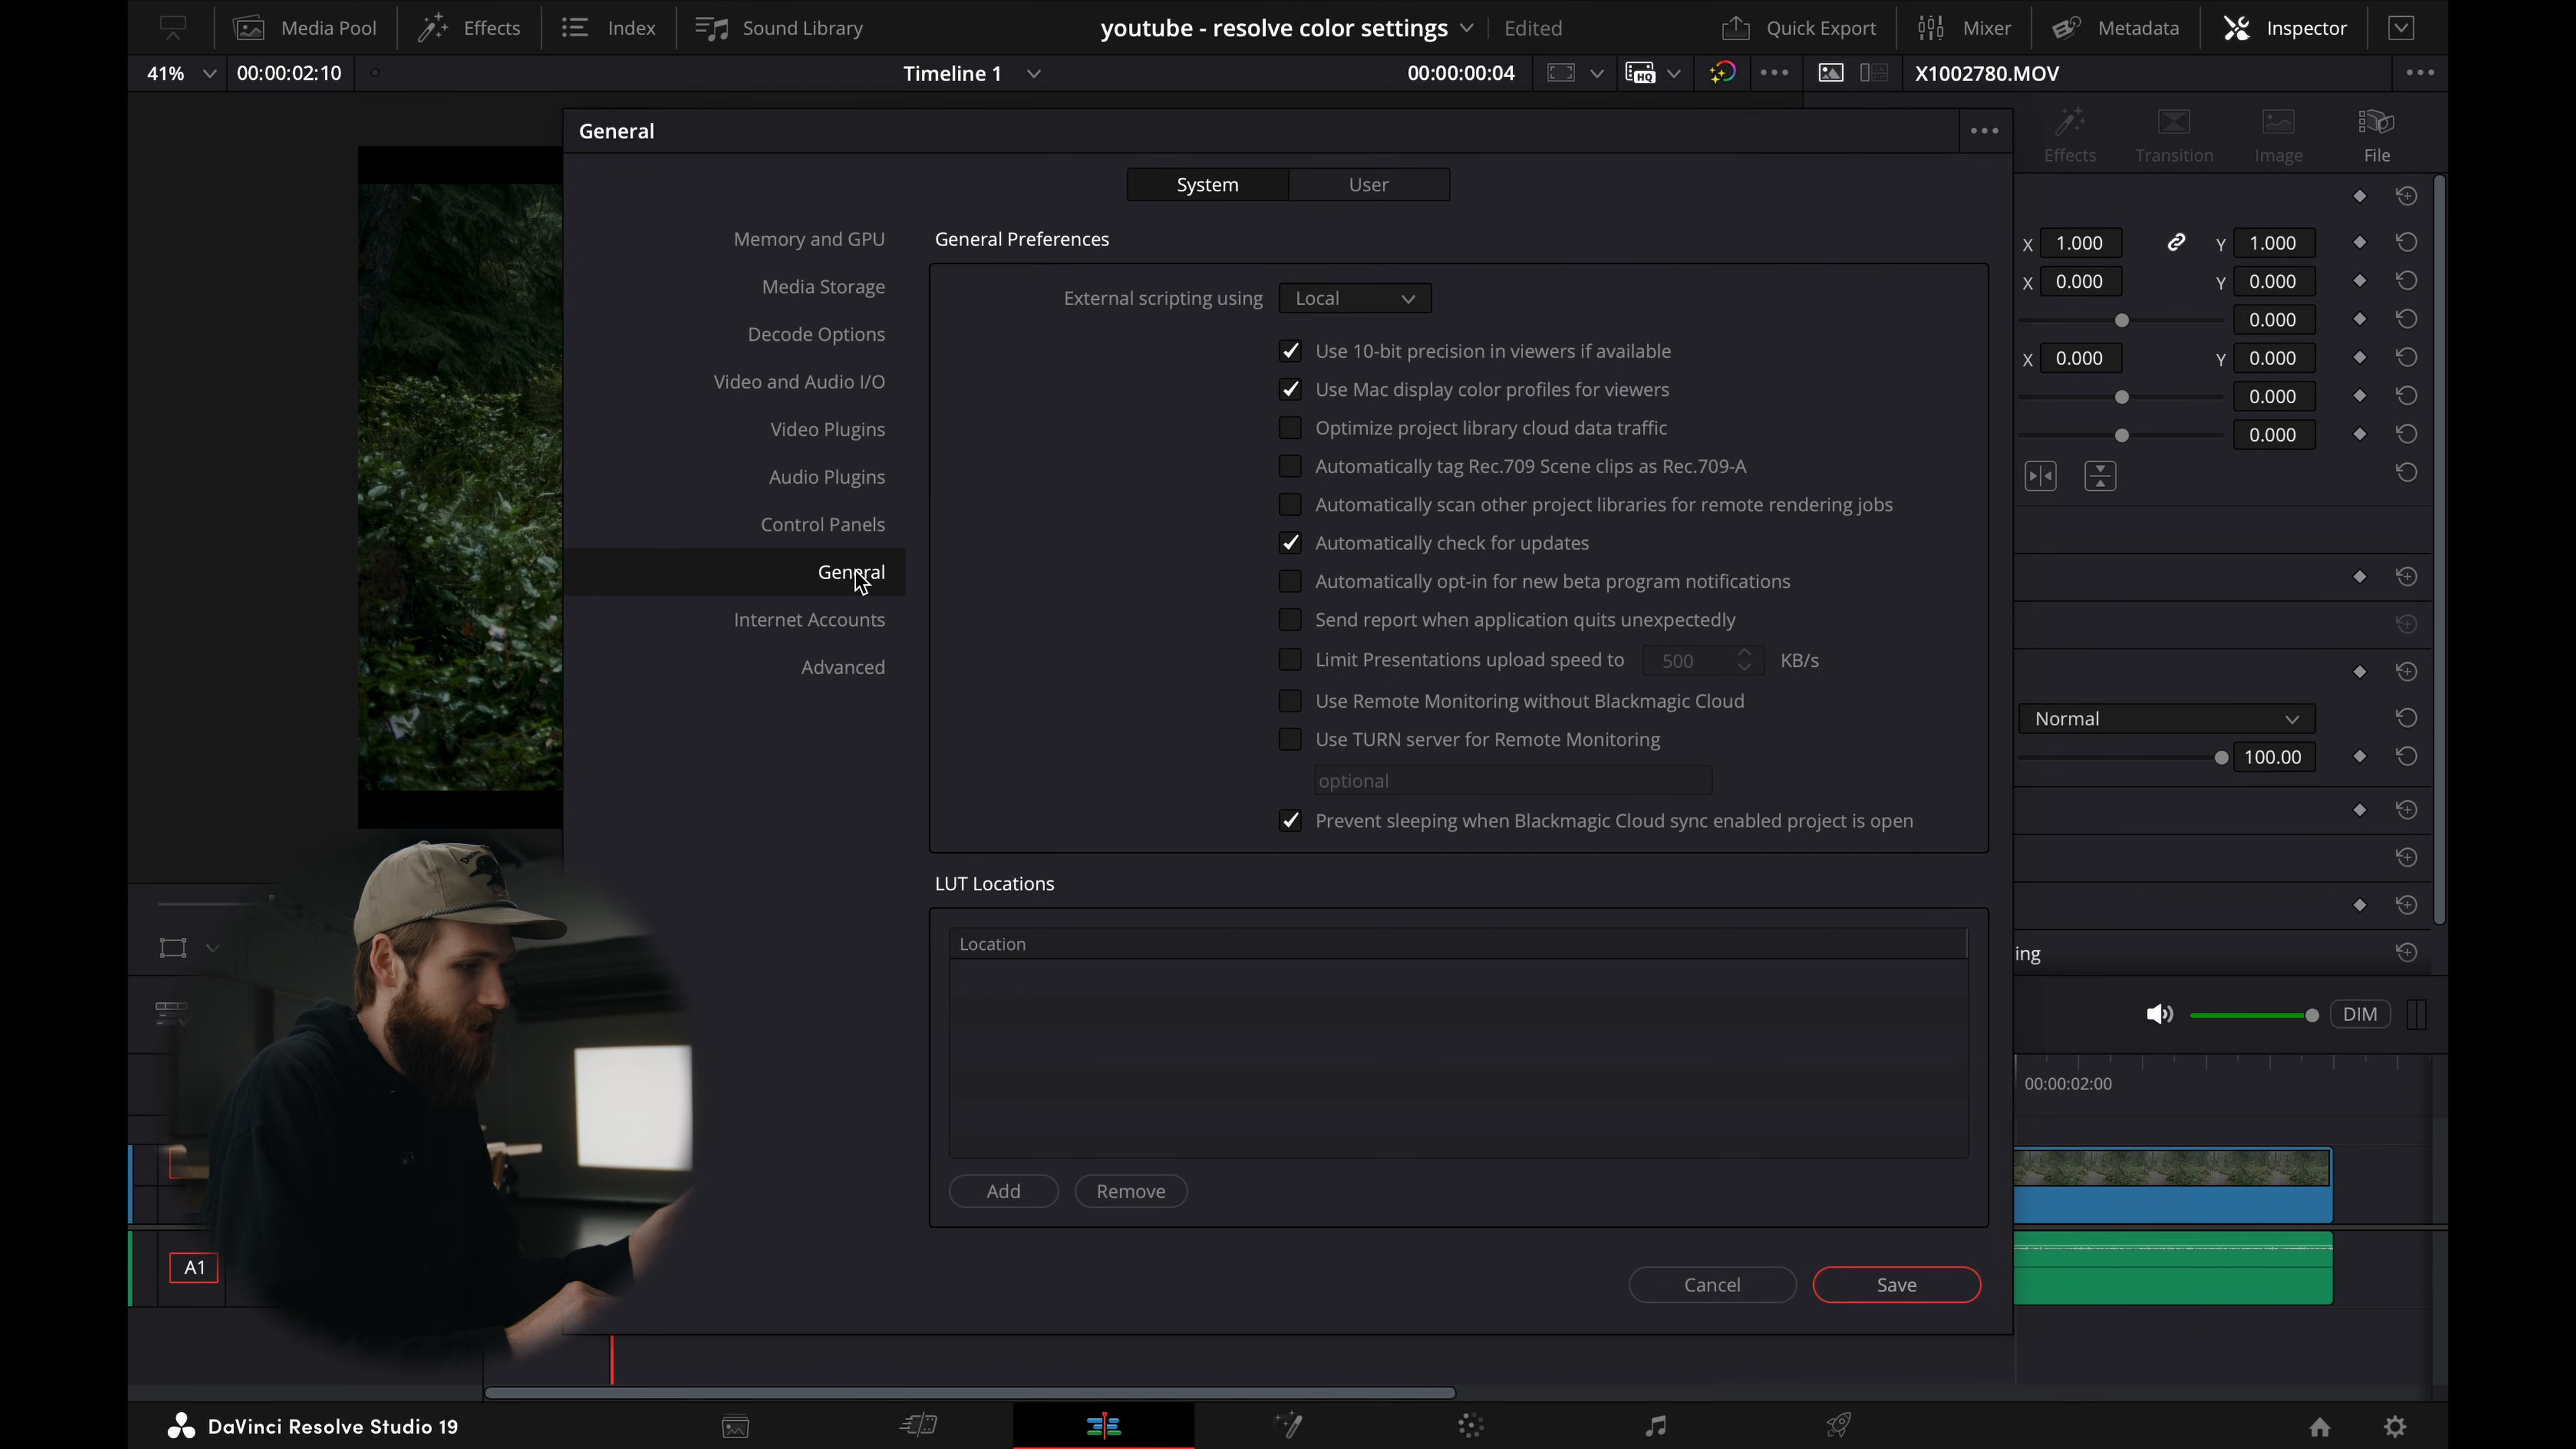 Media Pool Effects Index Sound Library youtube - resolve color settings Edited Quick Export Mixer Metadata Inspector
41% 00:00:02:10 Timeline 1 00:00:00:04 HQ X1002780.MOV
General
Effects Transition Image File
System User
Memory and GPU
Media Storage
Decode Options
Video and Audio I/O
Video Plugins
Audio Plugins
Control Panels
General
Internet Accounts
Advanced
General Preferences
External scripting using Local
Use 10-bit precision in viewers if available
Use Mac display color profiles for viewers
Optimize project library cloud data traffic
Automatically tag Rec.709 Scene clips as Rec.709-A
Automatically scan other project libraries for remote rendering jobs
Automatically check for updates
Automatically opt-in for new beta program notifications
Send report when application quits unexpectedly
Limit Presentations upload speed to 500 KB/s
Use Remote Monitoring without Blackmagic Cloud
Use TURN server for Remote Monitoring
optional
Prevent sleeping when Blackmagic Cloud sync enabled project is open
LUT Locations
Location
Add Remove
Cancel Save
X 1.000 Y 1.000
X 0.000 Y 0.000
0.000
X 0.000 Y 0.000
0.000
0.000
Normal
100.00
ing
DIM
00:00:02:00
A1
DaVinci Resolve Studio 19